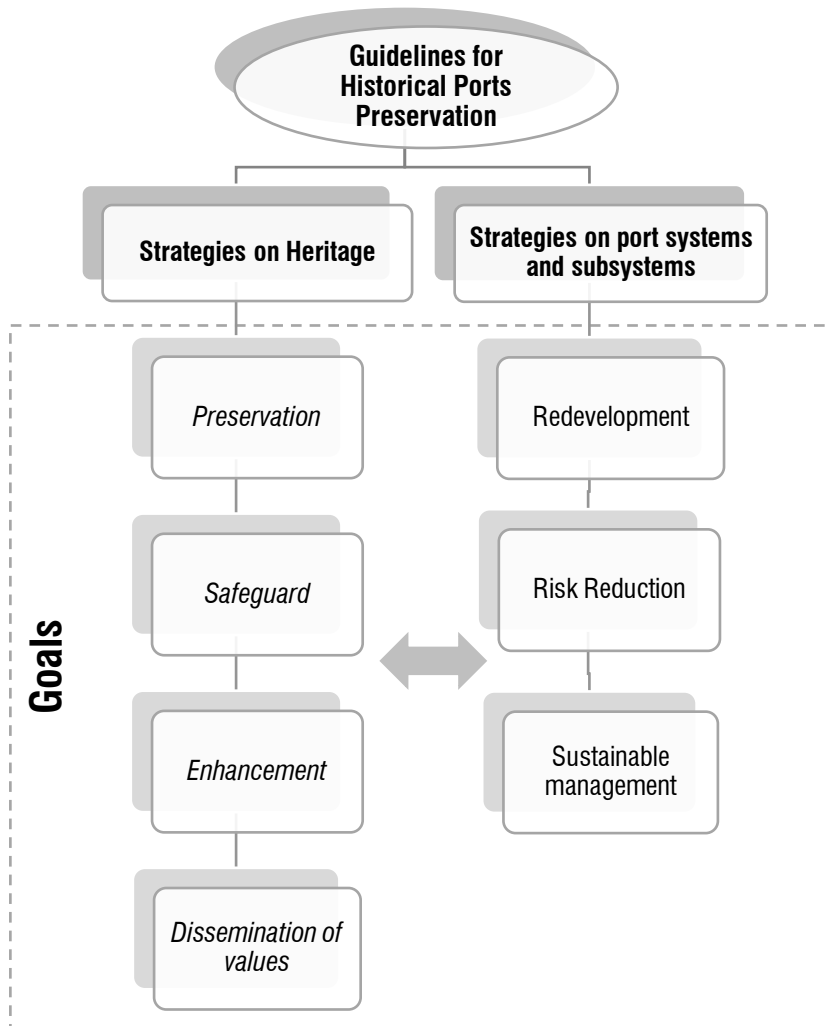 Guidelines for
Historical Ports
Preservation
Strategies on Heritage
Strategies on port systems
and subsystems
Goals
Preservation
Safeguard
Enhancement
Dissemination of
values
Redevelopment
Risk Reduction
Sustainable
management